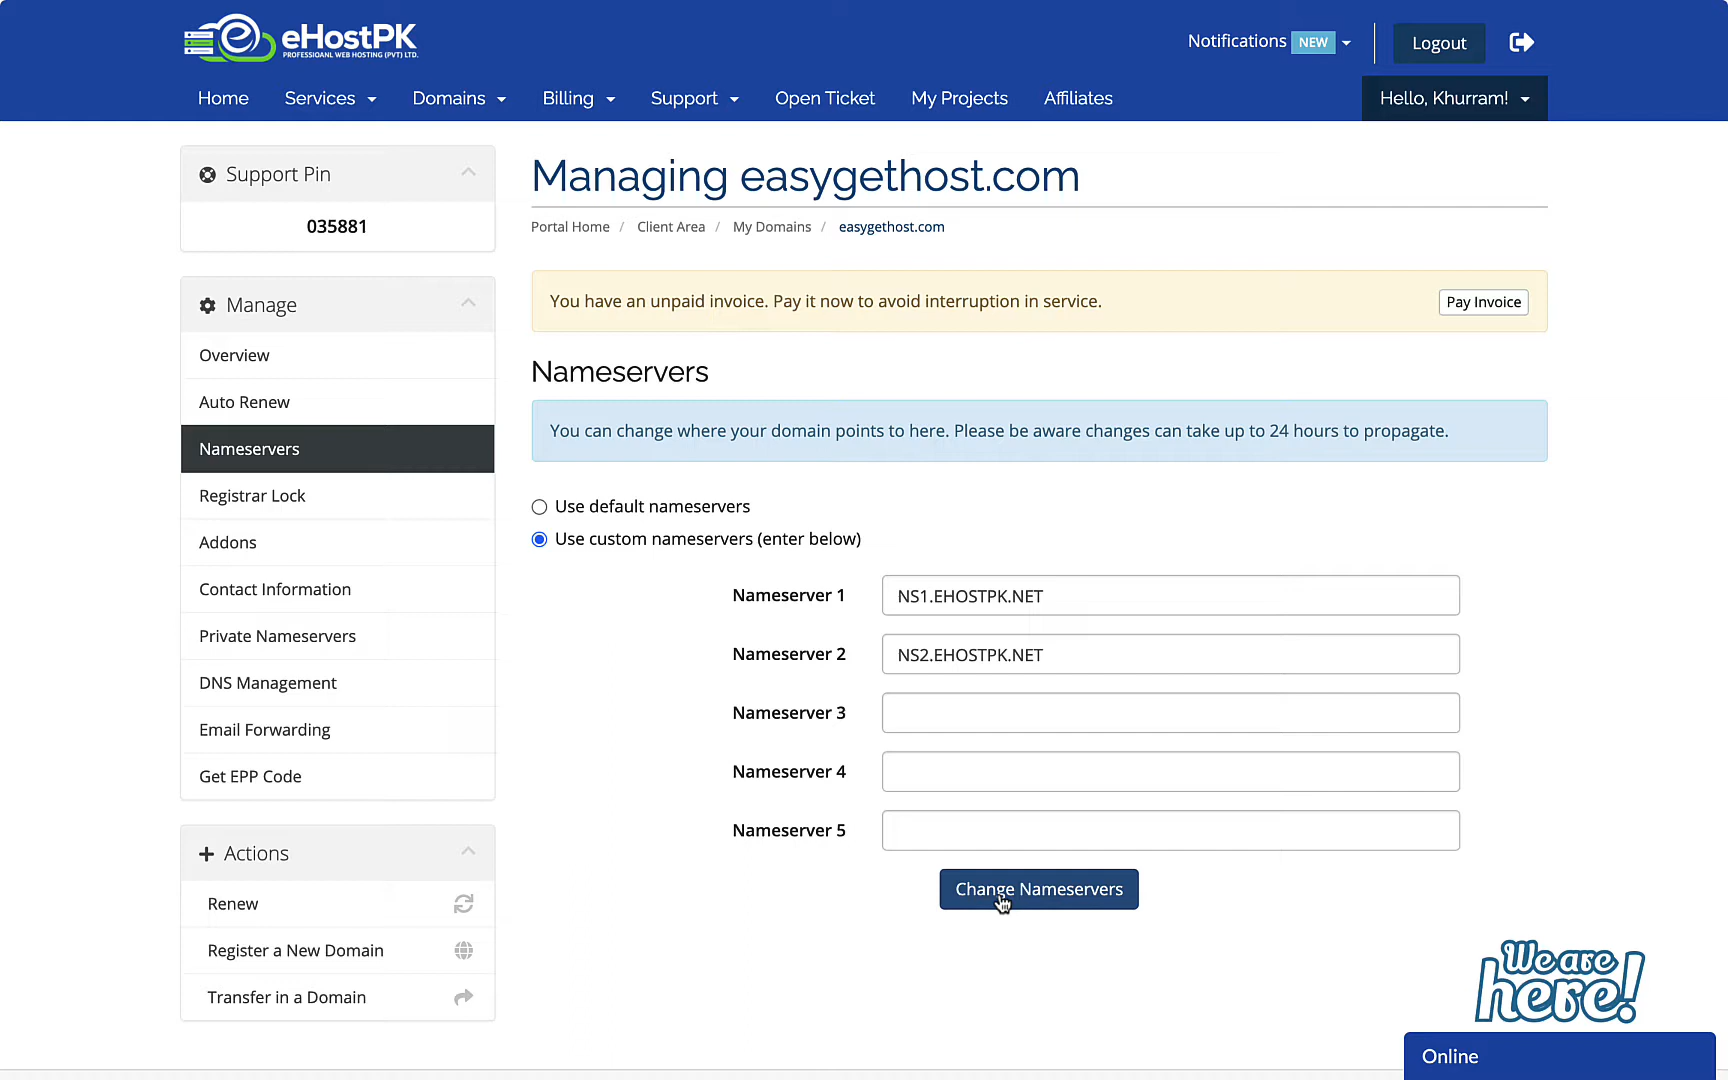 eHostPK
PROFESSIOANL WEB HOSTING (PVT) LTD.
Notifications NEW
Logout
Home Services Domains Billing Support Open Ticket My Projects Affiliates
Hello, Khurram!
Support Pin
035881
Manage
Overview
Auto Renew
Nameservers
Registrar Lock
Addons
Contact Information
Private Nameservers
DNS Management
Email Forwarding
Get EPP Code
Actions
Renew
Register a New Domain
Transfer in a Domain
Managing easygethost.com
Portal Home / Client Area / My Domains / easygethost.com
You have an unpaid invoice. Pay it now to avoid interruption in service.
Pay Invoice
Nameservers
You can change where your domain points to here. Please be aware changes can take up to 24 hours to propagate.
Use default nameservers
Use custom nameservers (enter below)
Nameserver 1 NS1.EHOSTPK.NET
Nameserver 2 NS2.EHOSTPK.NET
Nameserver 3
Nameserver 4
Nameserver 5
Change Nameservers
We are
here!
Online